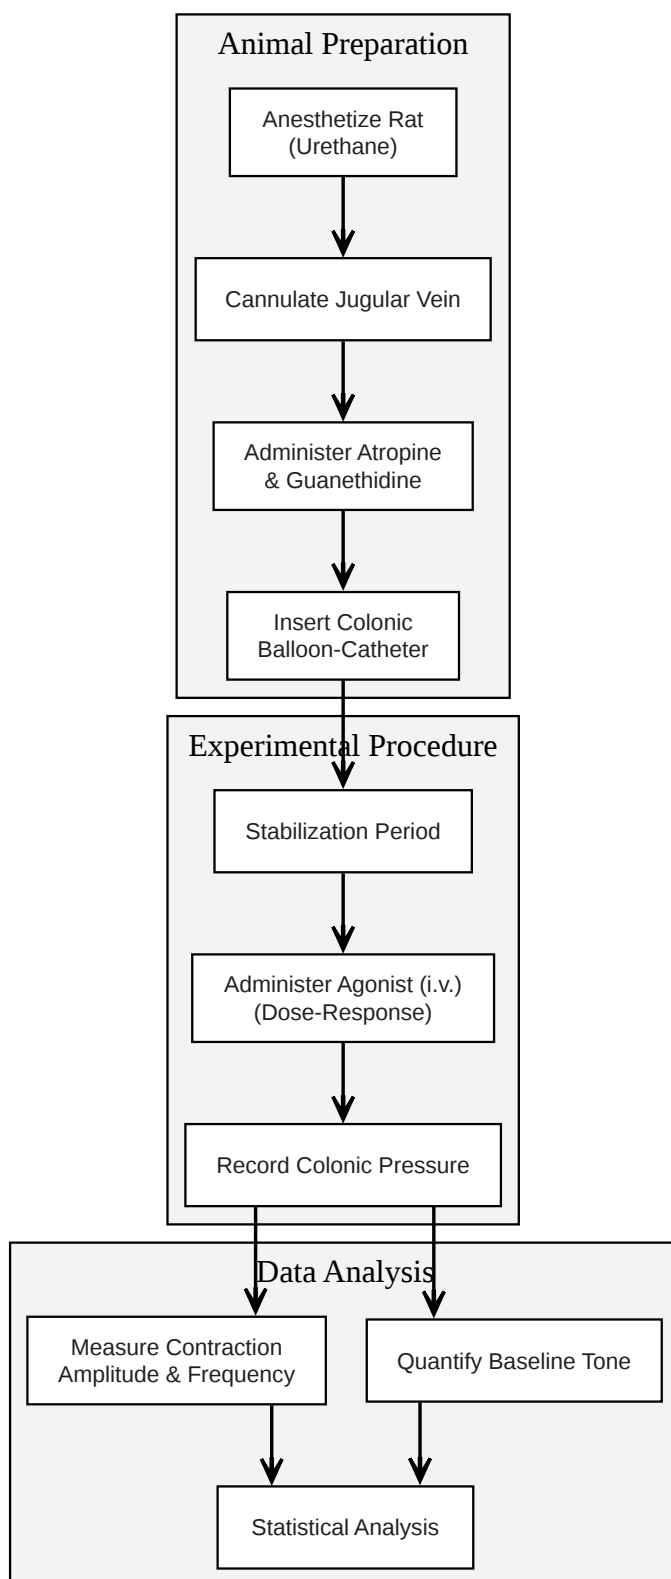 Animal Preparation
Anesthetize Rat
(Urethane)
Cannulate Jugular Vein
Administer Atropine
& Guanethidine
Insert Colonic
Balloon-Catheter
Experimental Procedure
Stabilization Period
Administer Agonist (i.v.)
(Dose-Response)
Record Colonic Pressure
Data Analysis
Measure Contraction
Amplitude & Frequency
Quantify Baseline Tone
Statistical Analysis